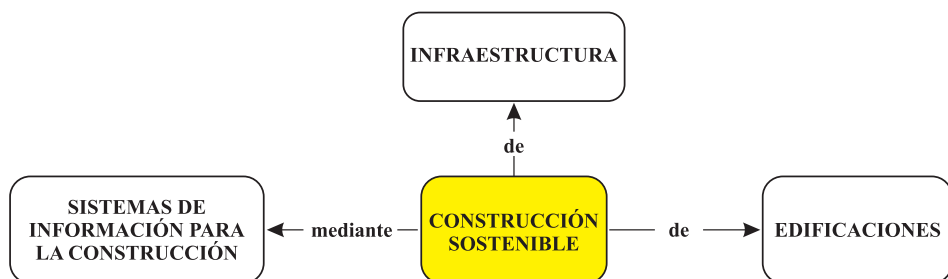 INFRAESTRUCTURA
de
SISTEMAS DE
INFORMACIÓN PARA
LA CONSTRUCCIÓN
mediante
CONSTRUCCIÓN
SOSTENIBLE
de
EDIFICACIONES